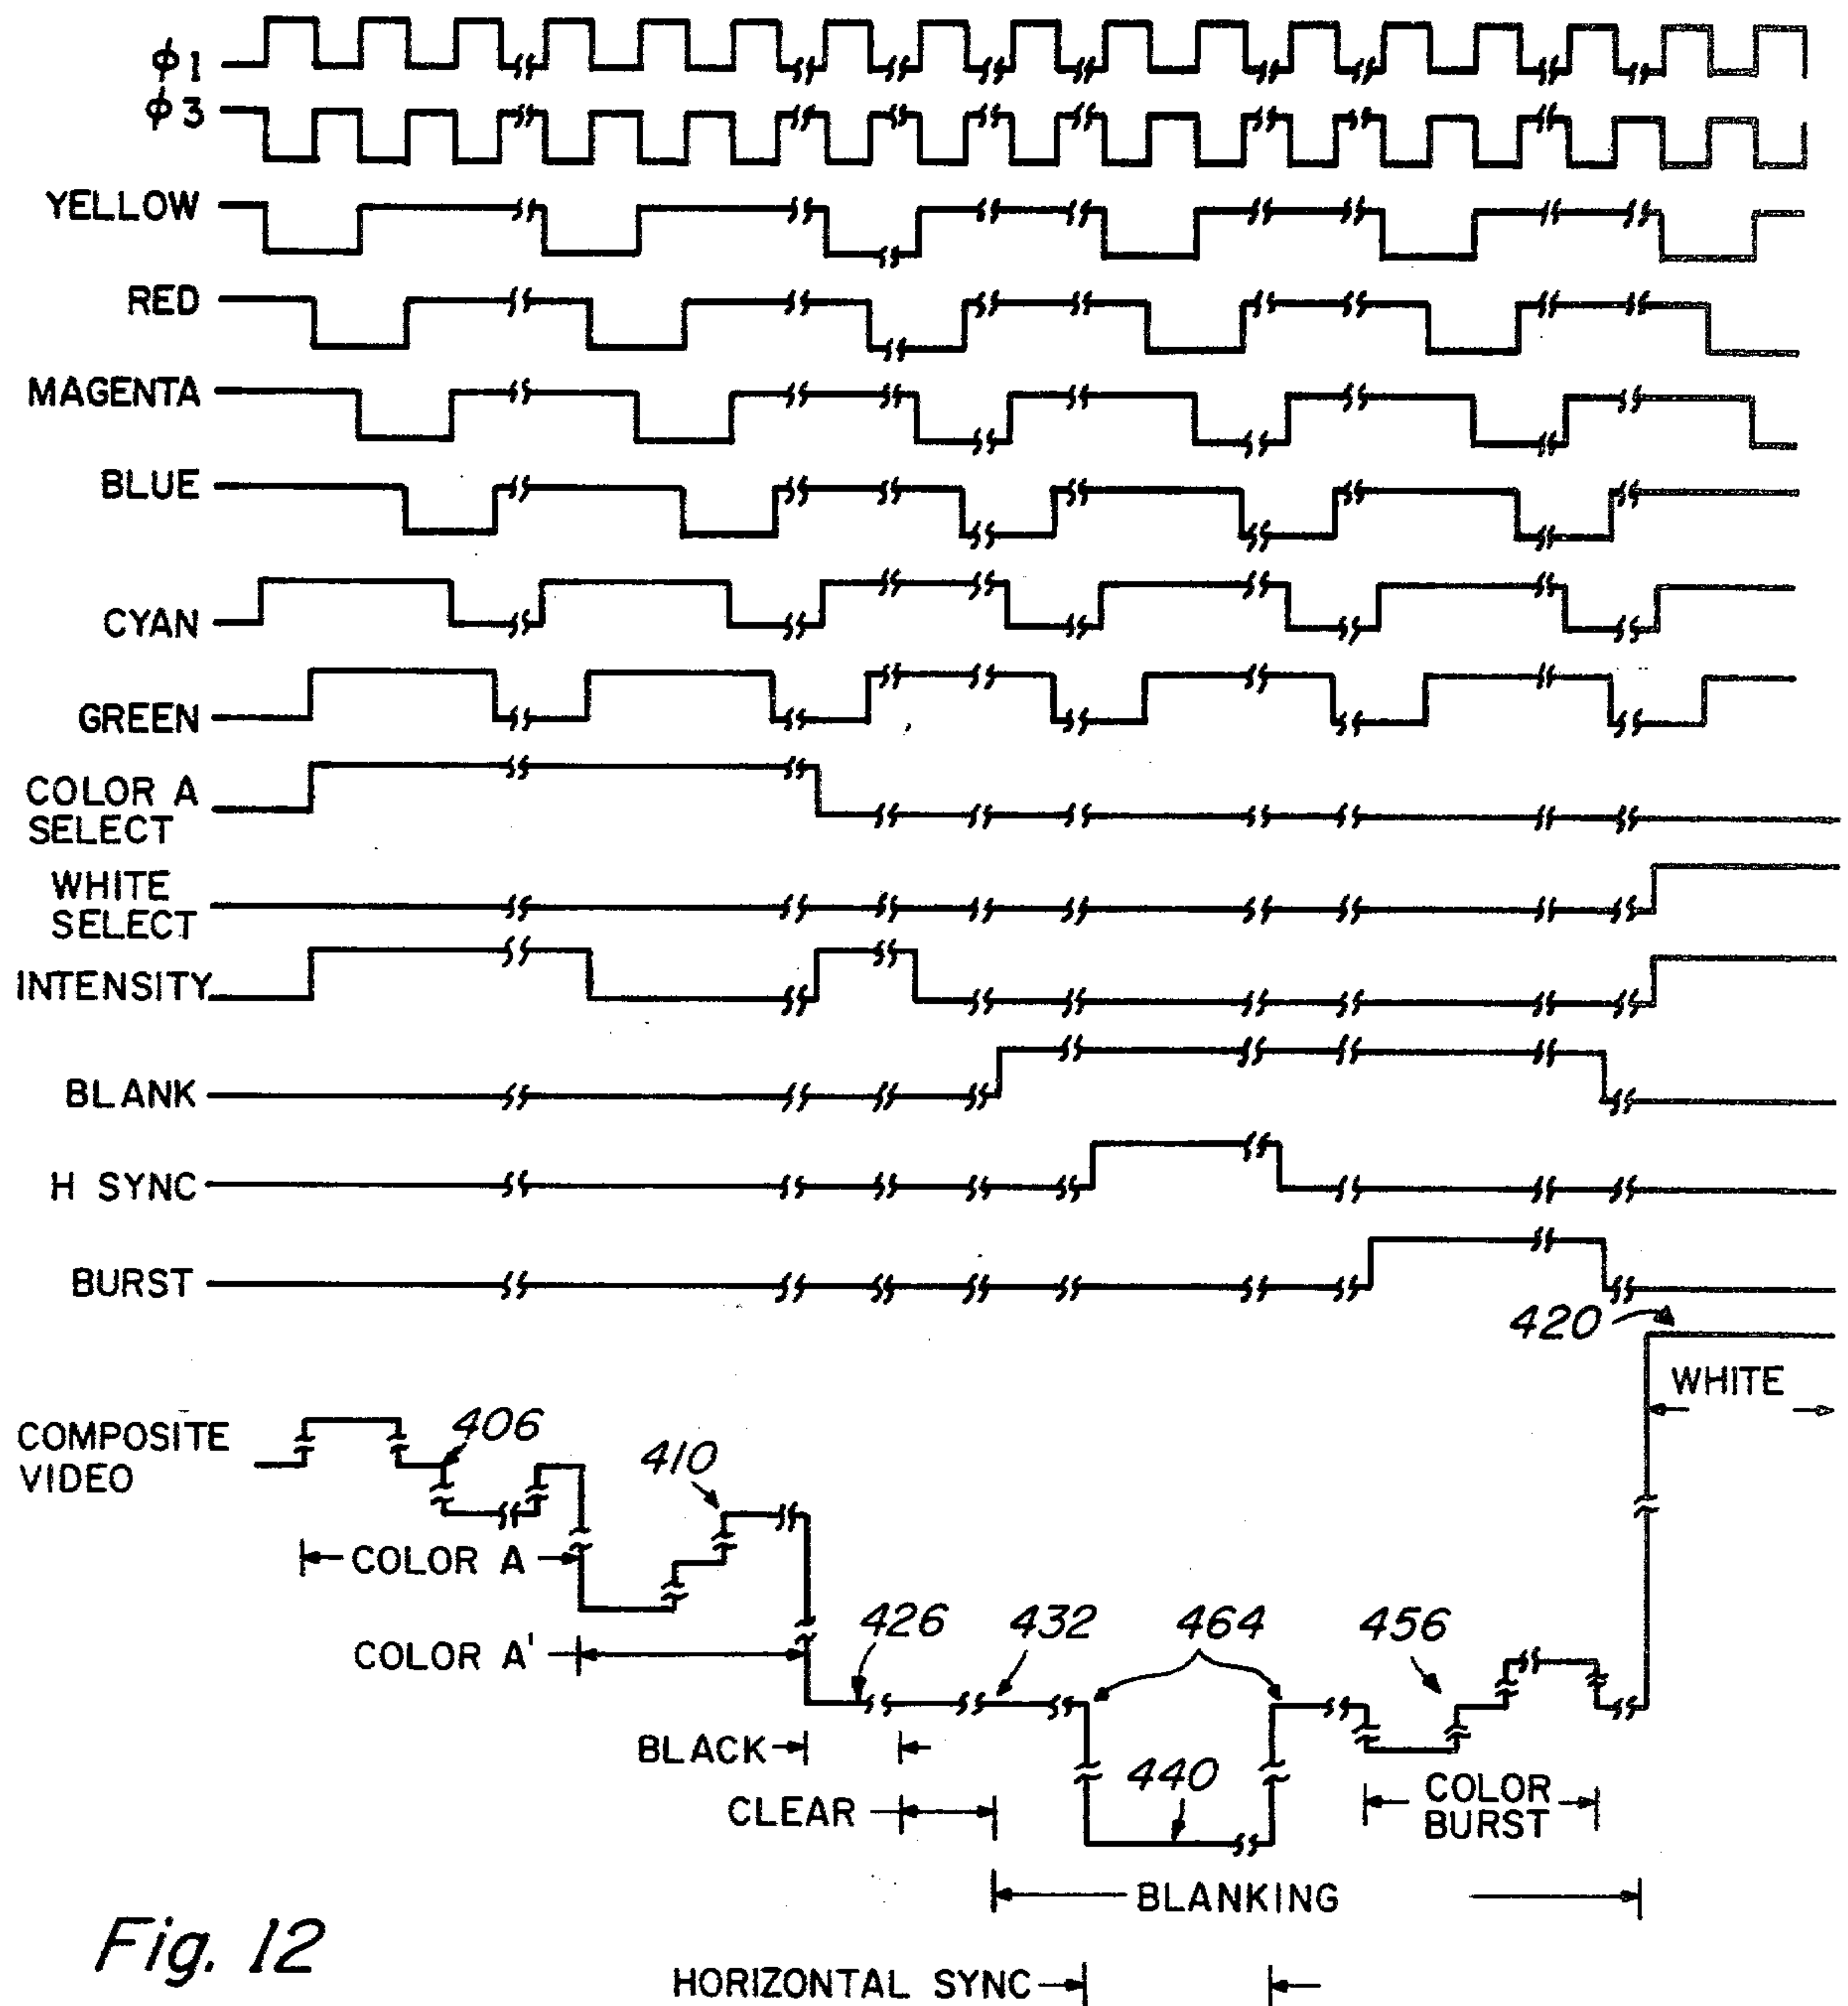 ϕ1
ϕ3
YELLOW
RED
MAGENTA
BLUE
CYAN
GREEN
COLOR A
SELECT
WHITE
SELECT
INTENSITY
BLANK
H SYNC
BURST
420
WHITE
COMPOSITE
VIDEO
406
410
COLOR A
COLOR A'
426
432
464
456
BLACK
440
CLEAR
COLOR
BURST
BLANKING
Fig. 12
HORIZONTAL SYNC